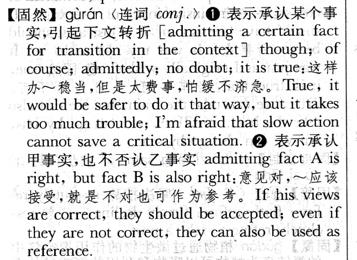 【固然】 gùrán〈连词 conj.〉❶ 表示承认某个事
实,引起下文转折 [admitting a certain fact
for transition in the context] though; of
course; admittedly; no doubt; it is true:这样
办～稳当,但是太费事,怕缓不济急。True, it
would be safer to do it that way, but it takes
too much trouble; I'm afraid that slow action
cannot save a critical situation. ❷ 表示承认
甲事实,也不否认乙事实 admitting fact A is
right, but fact B is also right:意见对,～应该
接受,就是不对也可作为参考。If his views
are correct, they should be accepted; even if
they are not correct, they can also be used as
reference.